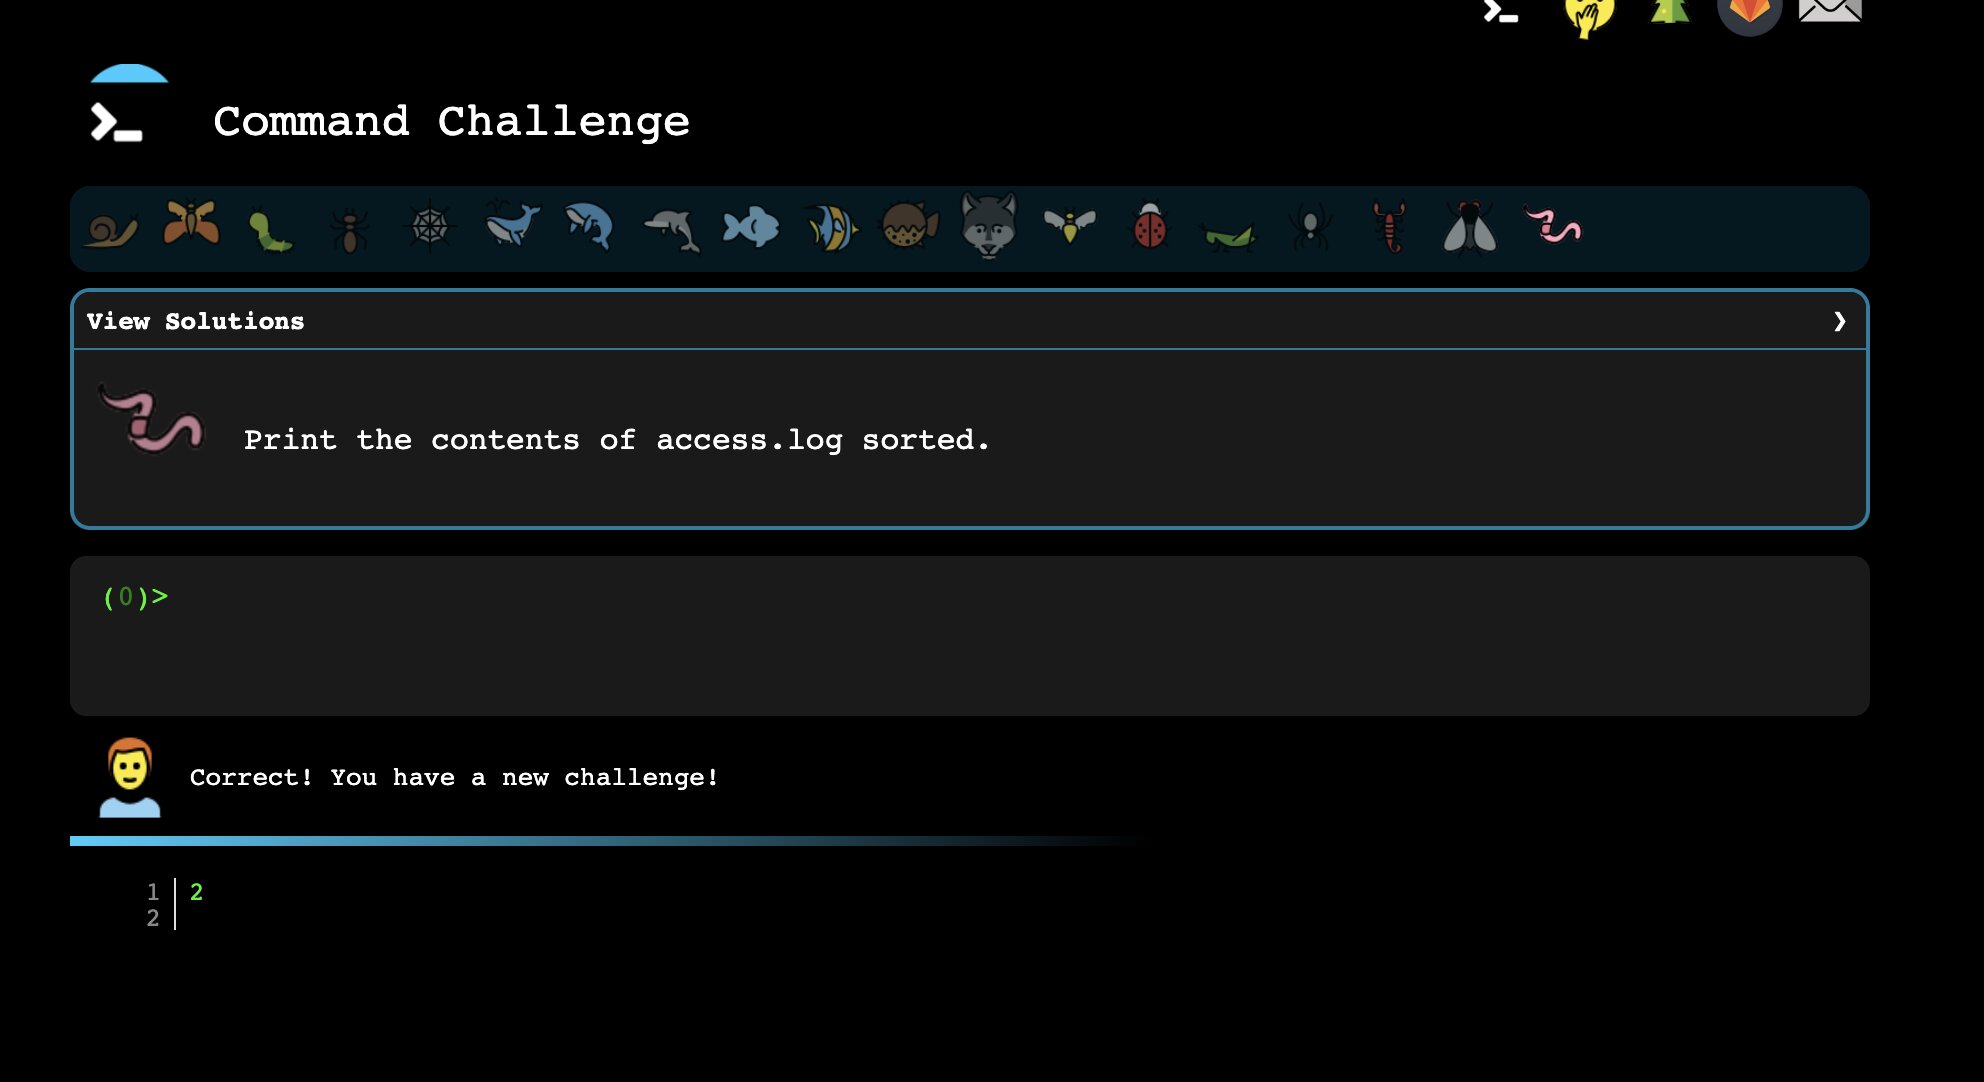 Command Challenge
View Solutions
Print the contents of access.log sorted.
(0)>
Correct! You have a new challenge!
1 2
2